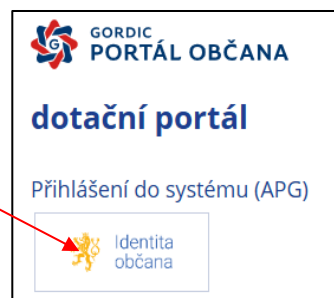 GORDIC
PORTÁL OBČANA
dotační portál
Přihlášení do systému (APG)
Identita
občana